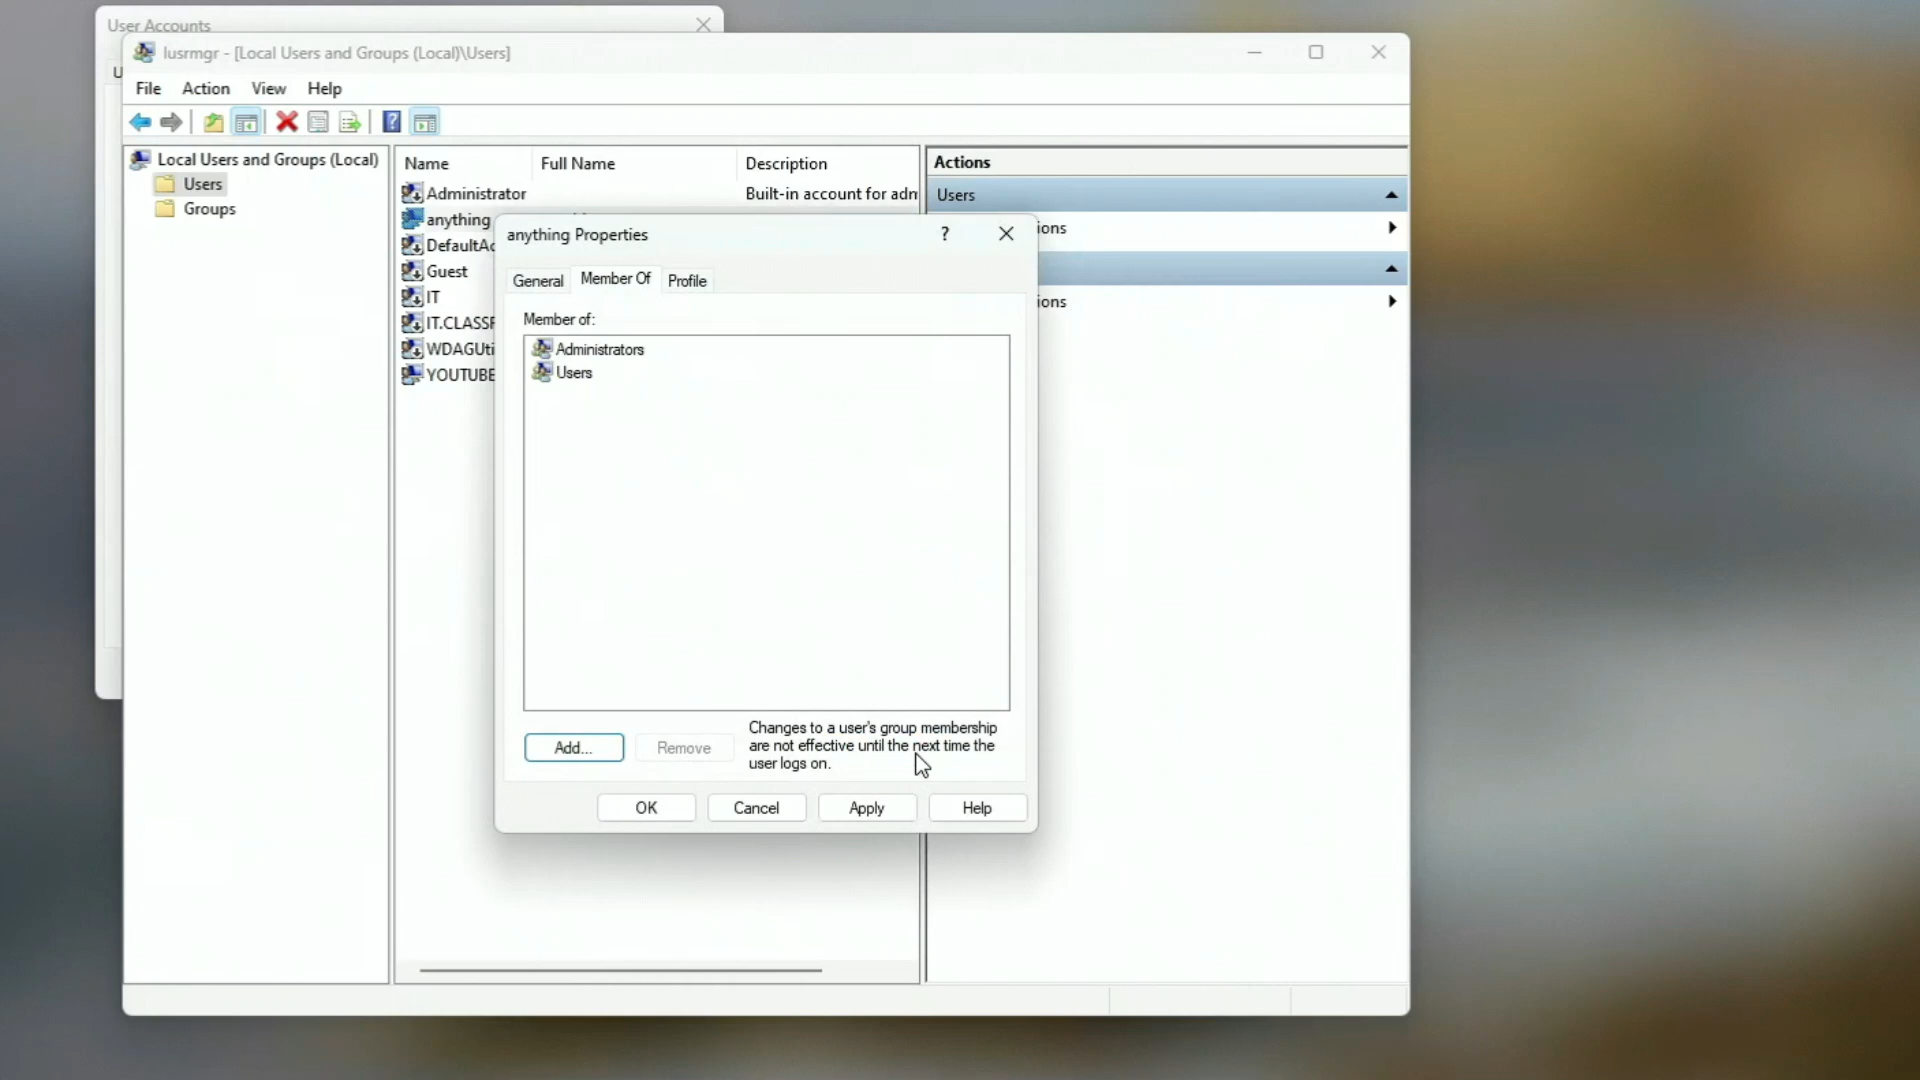 User Accounts
U
lusrmgr - [Local Users and Groups (Local)\Users]
File Action View Help
Local Users and Groups (Local)
Users
Groups
Name Full Name Description
Administrator Built-in account for adm
anything
DefaultAc
Guest
IT
IT.CLASSR
WDAGUti
YOUTUBE
Actions
Users
ions
ions
anything Properties
General Member Of Profile
Member of:
Administrators
Users
Add... Remove
Changes to a user's group membership
are not effective until the next time the
user logs on.
OK Cancel Apply Help